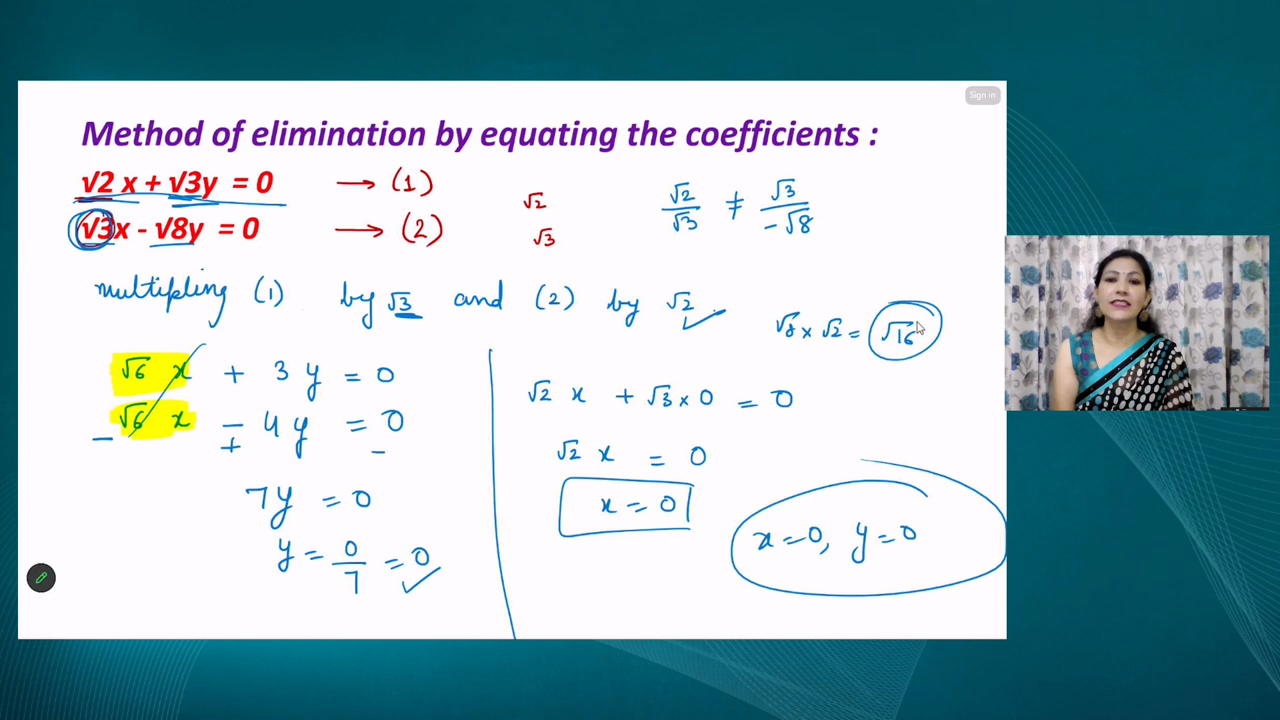 Sign in
Method of elimination by equating the coefficients :
√2 x + √3y = 0 → (1)
√3x - √8y = 0 → (2)
√2
√3
√2/√3 ≠ √3/-√8
multipling (1) by √3 and (2) by √2
√8 × √2 = √16
√6 x + 3y = 0
√6 x - 4y = 0
- + -
7y = 0
y = 0/7 = 0
√2 x + √3 × 0 = 0
√2 x = 0
x = 0
x = 0, y = 0